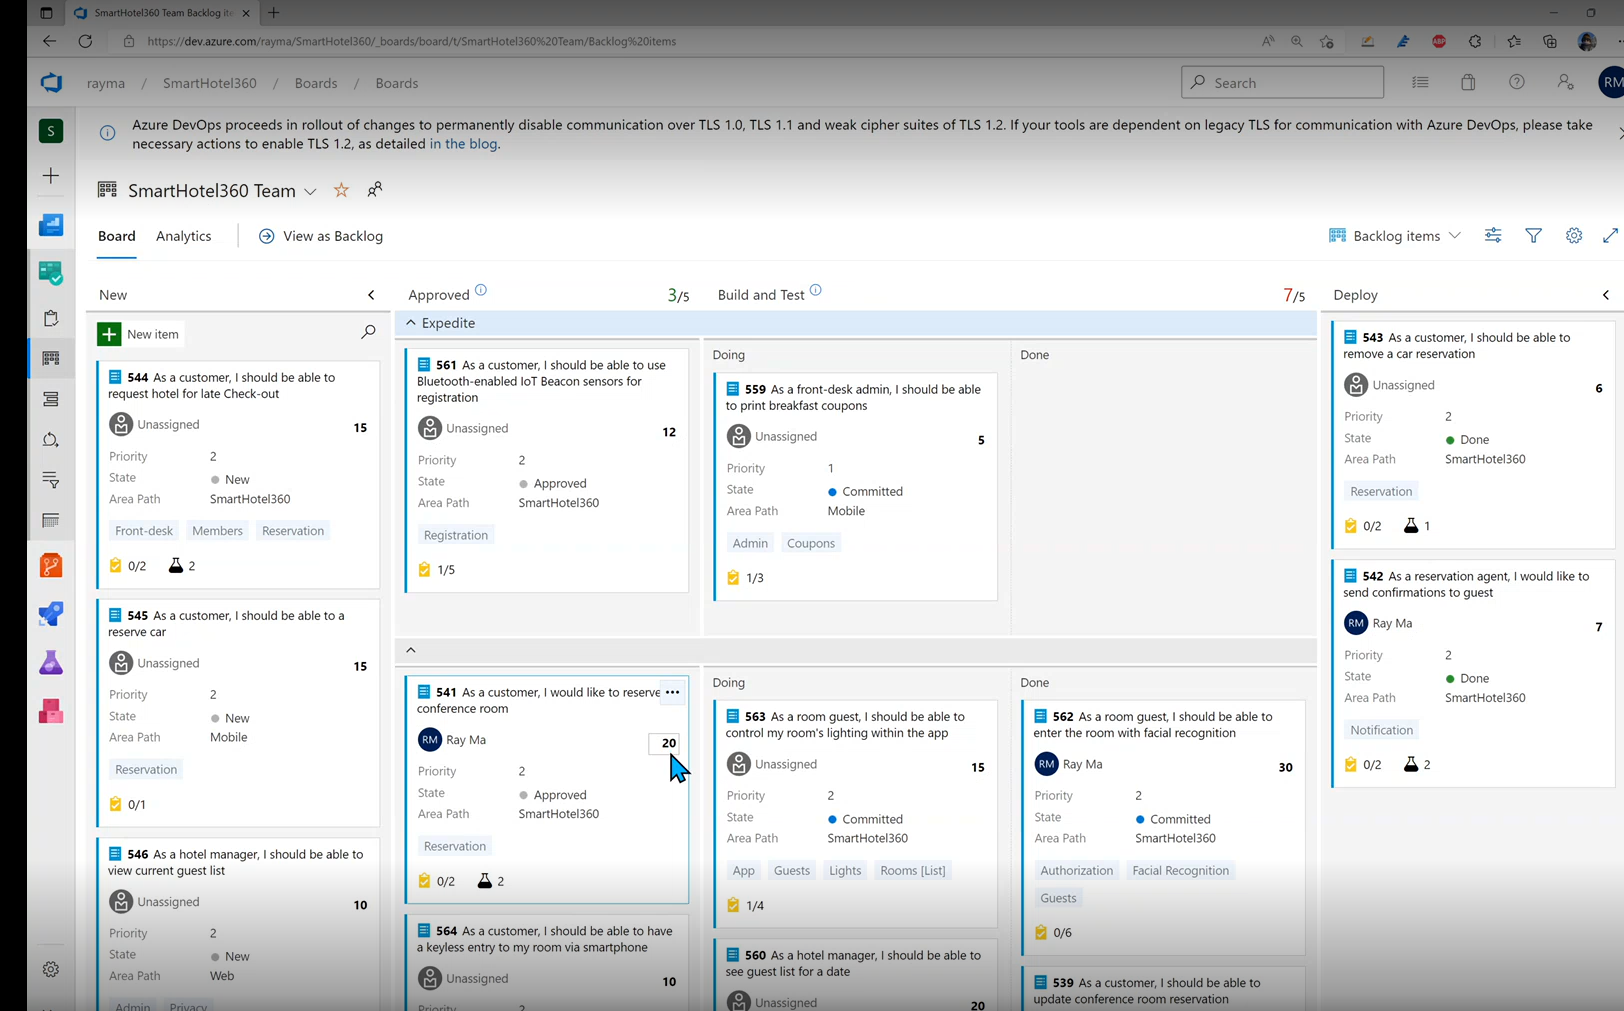 SmartHotel360 Team Backlog ite
https://dev.azure.com/rayma/SmartHotel360/_boards/board/t/SmartHotel360%20Team/Backlog%20items
rayma / SmartHotel360 / Boards / Boards
Search
RM
S
Azure DevOps proceeds in rollout of changes to permanently disable communication over TLS 1.0, TLS 1.1 and weak cipher suites of TLS 1.2. If your tools are dependent on legacy TLS for communication with Azure DevOps, please take
necessary actions to enable TLS 1.2, as detailed in the blog.
SmartHotel360 Team
Board Analytics View as Backlog
Backlog items
New
New item
544 As a customer, I should be able to
request hotel for late Check-out
Unassigned 15
Priority 2
State New
Area Path SmartHotel360
Front-desk Members Reservation
0/2 2
545 As a customer, I should be able to a
reserve car
Unassigned 15
Priority 2
State New
Area Path Mobile
Reservation
0/1
546 As a hotel manager, I should be able to
view current guest list
Unassigned 10
Priority 2
State New
Area Path Web
Admin Privacy
Approved 3/5
Build and Test 7/5
Expedite
561 As a customer, I should be able to use
Bluetooth-enabled IoT Beacon sensors for
registration
Unassigned 12
Priority 2
State Approved
Area Path SmartHotel360
Registration
1/5
Doing
559 As a front-desk admin, I should be able
to print breakfast coupons
Unassigned 5
Priority 1
State Committed
Area Path Mobile
Admin Coupons
1/3
Done
541 As a customer, I would like to reserve
conference room
RM Ray Ma 20
Priority 2
State Approved
Area Path SmartHotel360
Reservation
0/2 2
564 As a customer, I should be able to have
a keyless entry to my room via smartphone
Unassigned 10
Priority 2
Doing
563 As a room guest, I should be able to
control my room's lighting within the app
Unassigned 15
Priority 2
State Committed
Area Path SmartHotel360
App Guests Lights Rooms [List]
1/4
560 As a hotel manager, I should be able to
see guest list for a date
Unassigned 20
Done
562 As a room guest, I should be able to
enter the room with facial recognition
RM Ray Ma 30
Priority 2
State Committed
Area Path SmartHotel360
Authorization Facial Recognition
Guests
0/6
539 As a customer, I should be able to
update conference room reservation
Deploy
543 As a customer, I should be able to
remove a car reservation
Unassigned 6
Priority 2
State Done
Area Path SmartHotel360
Reservation
0/2 1
542 As a reservation agent, I would like to
send confirmations to guest
RM Ray Ma 7
Priority 2
State Done
Area Path SmartHotel360
Notification
0/2 2